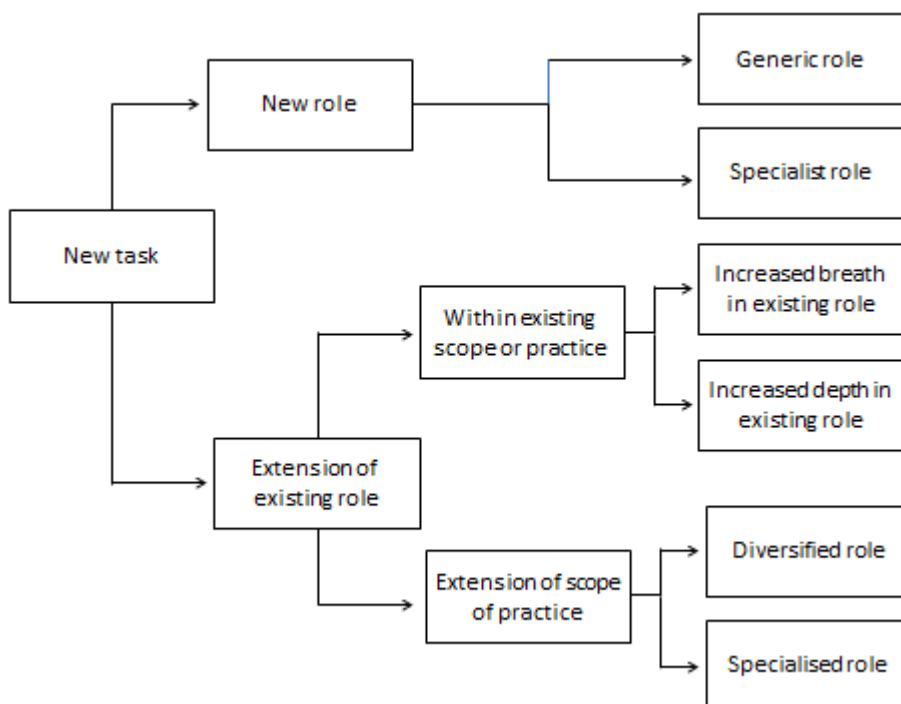 Generic role
New role
Specialist role
New task
Increased breath
in existing role
Within existing
scope or practice
Increased depth in
existing role
Extension of
existing role
Diversified role
Extension of scope
of practice
Specialised role